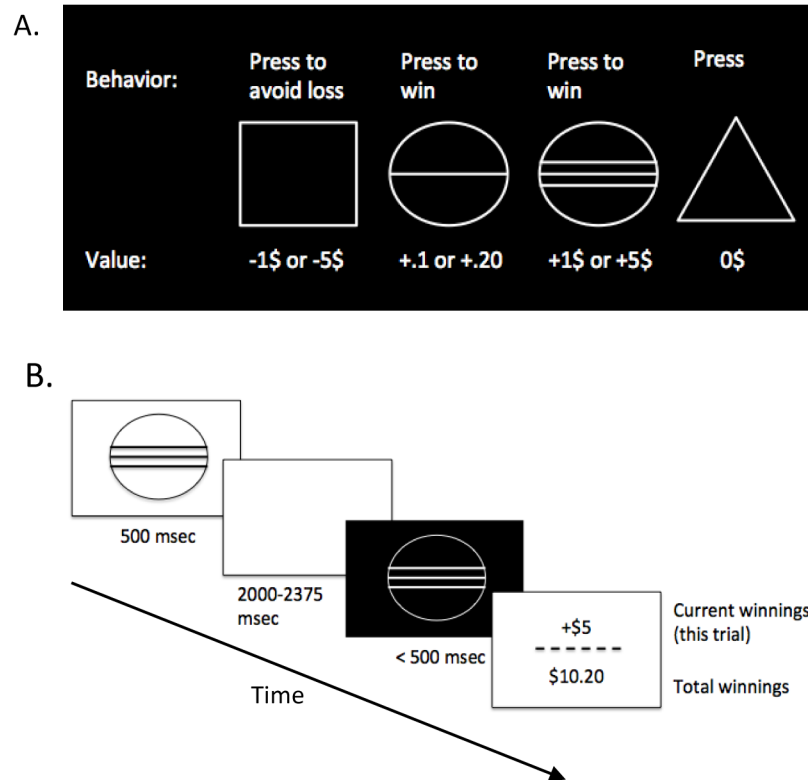 A.
Behavior:
Press to
avoid loss
Press to
win
Press to
win
Press
Value:
-1$ or -5$
+.1 or +.20
+1$ or +5$
0$
B.
500 msec
2000-2375
msec
< 500 msec
+$5
$10.20
Current winnings
(this trial)
Total winnings
Time